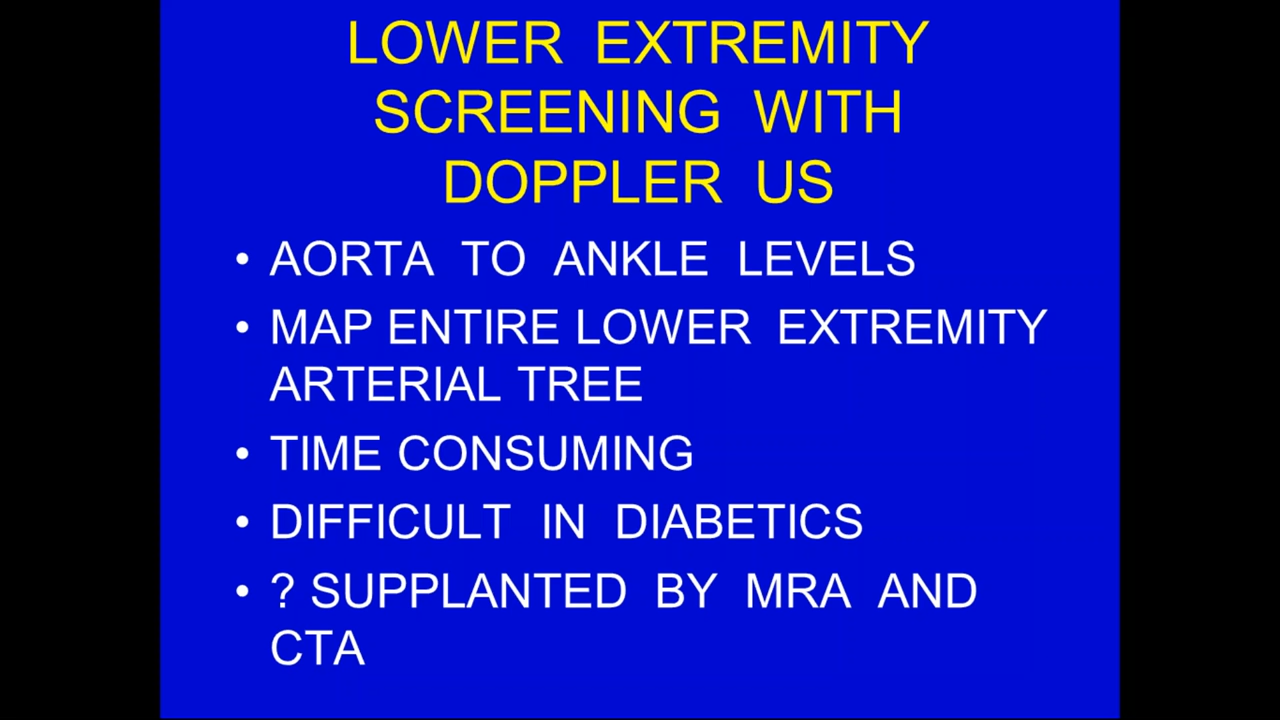 LOWER EXTREMITY
SCREENING WITH
DOPPLER US
• AORTA TO ANKLE LEVELS
• MAP ENTIRE LOWER EXTREMITY
ARTERIAL TREE
• TIME CONSUMING
• DIFFICULT IN DIABETICS
• ? SUPPLANTED BY MRA AND
CTA